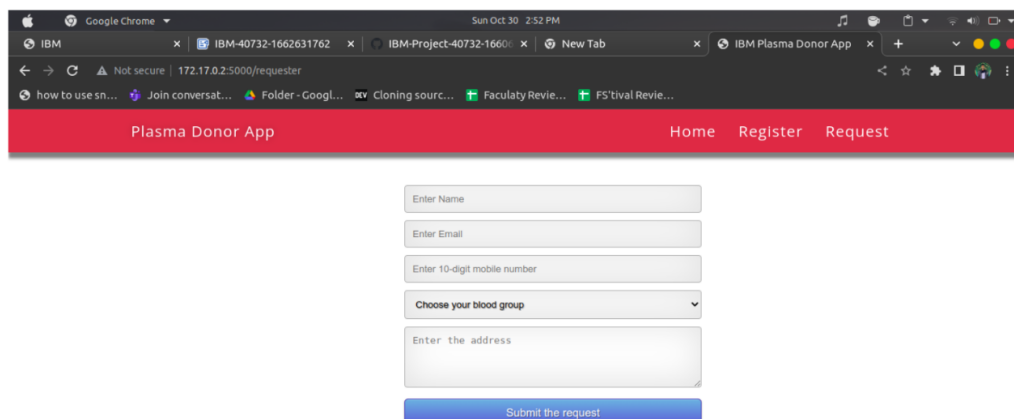 Google Chrome Sun Oct 30 2:52 PM
IBM IBM-40732-1662631762 IBM-Project-40732-16606 New Tab IBM Plasma Donor App
Not secure | 172.17.0.2:5000/requester
how to use sn... Join conversat... Folder - Googl... DEV Cloning sourc... Faculaty Revie... FS'tival Revie...
Plasma Donor App Home Register Request
Enter Name
Enter Email
Enter 10-digit mobile number
Choose your blood group
Enter the address
Submit the request